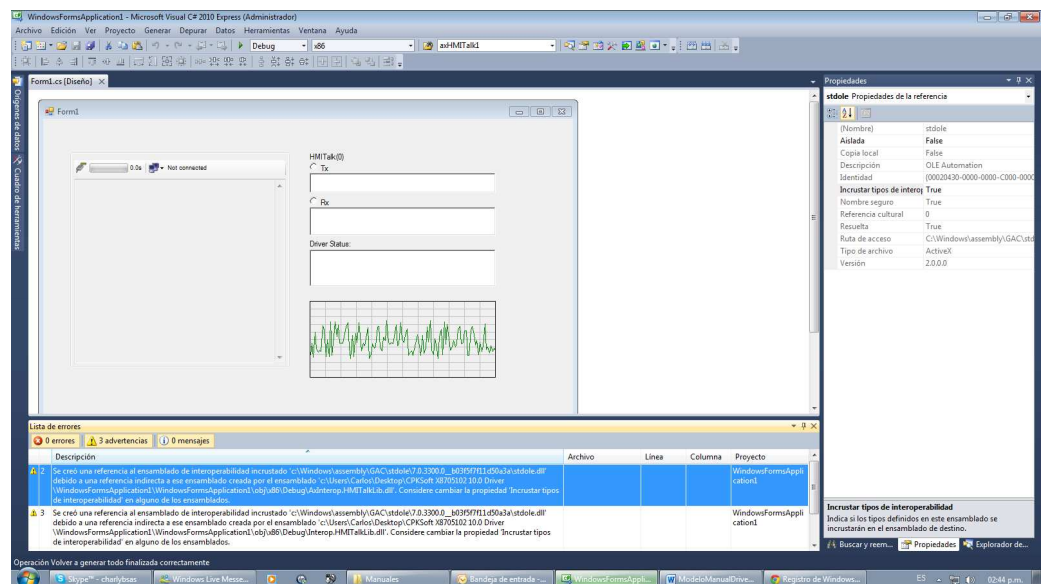 WindowsFormsApplication1 - Microsoft Visual C# 2010 Express (Administrador)
Archivo Edición Ver Proyecto Generar Depurar Datos Herramientas Ventana Ayuda
Debug x86 axHMITalk1
Form1.cs [Diseño]
Orígenes de datos
Cuadro de herramientas
Form1
0.0s Not connected
HMITalk(0)
Tx
Rx
Driver Status:
Propiedades
stdole Propiedades de la referencia
(Nombre) stdole
Aislada False
Copia local False
Descripción OLE Automation
Identidad {00020430-0000-0000-C000-0000
Incrustar tipos de interop True
Nombre seguro True
Referencia cultural 0
Resuelta True
Ruta de acceso C:\Windows\assembly\GAC\std
Tipo de archivo ActiveX
Versión 2.0.0.0
Incrustar tipos de interoperabilidad
Indica si los tipos definidos en este ensamblado se
incrustarán en el ensamblado de destino.
Buscar y reem... Propiedades Explorador de...
Lista de errores
0 errores 3 advertencias 0 mensajes
Descripción Archivo Línea Columna Proyecto
2 Se creó una referencia al ensamblado de interoperabilidad incrustado 'c:\Windows\assembly\GAC\stdole\7.0.3300.0__b03f5f7f11d50a3a\stdole.dll' WindowsFormsAppli
debido a una referencia indirecta a ese ensamblado creada por el ensamblado 'c:\Users\Carlos\Desktop\CPKSoft X8705102 10.0 Driver cation1
\WindowsFormsApplication1\WindowsFormsApplication1\obj\x86\Debug\AxInterop.HMITalkLib.dll'. Considere cambiar la propiedad 'Incrustar tipos
de interoperabilidad' en alguno de los ensamblados.
3 Se creó una referencia al ensamblado de interoperabilidad incrustado 'c:\Windows\assembly\GAC\stdole\7.0.3300.0__b03f5f7f11d50a3a\stdole.dll' WindowsFormsAppli
debido a una referencia indirecta a ese ensamblado creada por el ensamblado 'c:\Users\Carlos\Desktop\CPKSoft X8705102 10.0 Driver cation1
\WindowsFormsApplication1\WindowsFormsApplication1\obj\x86\Debug\Interop.HMITalkLib.dll'. Considere cambiar la propiedad 'Incrustar tipos
de interoperabilidad' en alguno de los ensamblados.
Operación Volver a generar todo finalizada correctamente
Skype™ - charlybsas Windows Live Messe... Manuales Bandeja de entrada -... WindowsFormsAppli... ModeloManualDrive... Registro de Windows... ES 02:44 p.m.